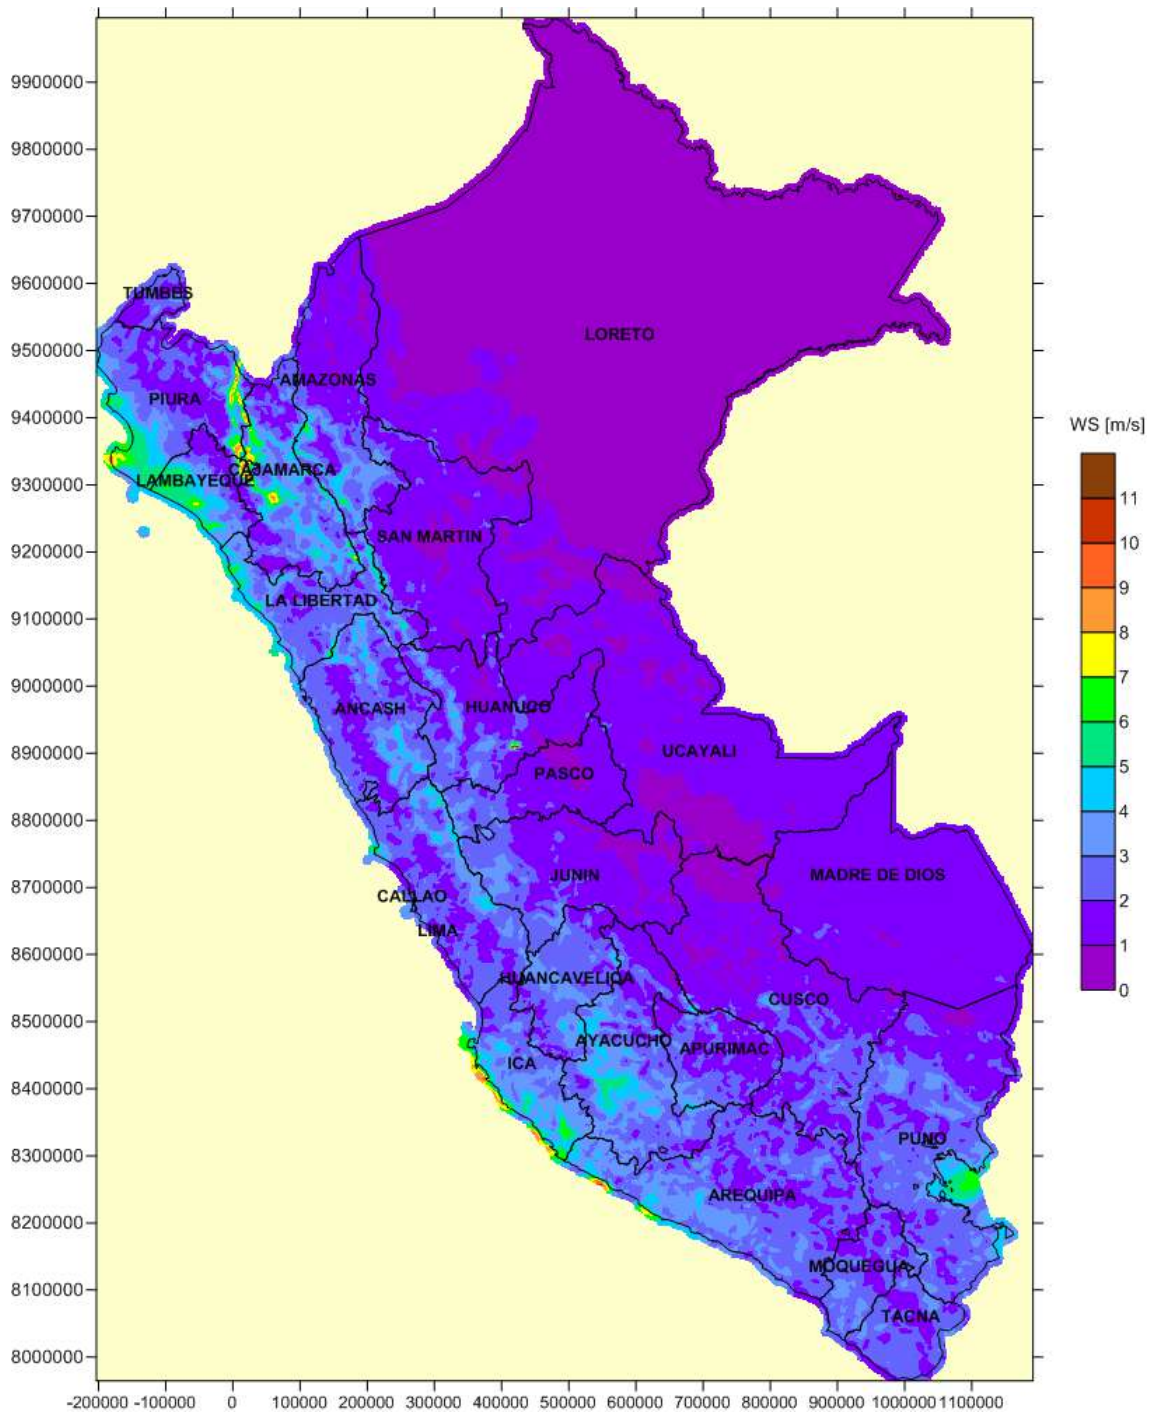 9900000
9800000
9700000
9600000
9500000
9400000
9300000
9200000
9100000
9000000
8900000
8800000
8700000
8600000
8500000
8400000
8300000
8200000
8100000
8000000
-200000 -100000 0 100000 200000 300000 400000 500000 600000 700000 800000 900000 1000000 1100000
TUMBES
LORETO
AMAZONAS
PIURA
CAJAMARCA
LAMBAYEQUE
SAN MARTIN
LA LIBERTAD
ANCASH
HUANUCO
UCAYALI
PASCO
JUNIN
MADRE DE DIOS
CALLAO
LIMA
HUANCAVELICA
CUSCO
AYACUCHO
APURIMAC
ICA
PUNO
AREQUIPA
MOQUEGUA
TACNA
WS [m/s]
11
10
9
8
7
6
5
4
3
2
1
0